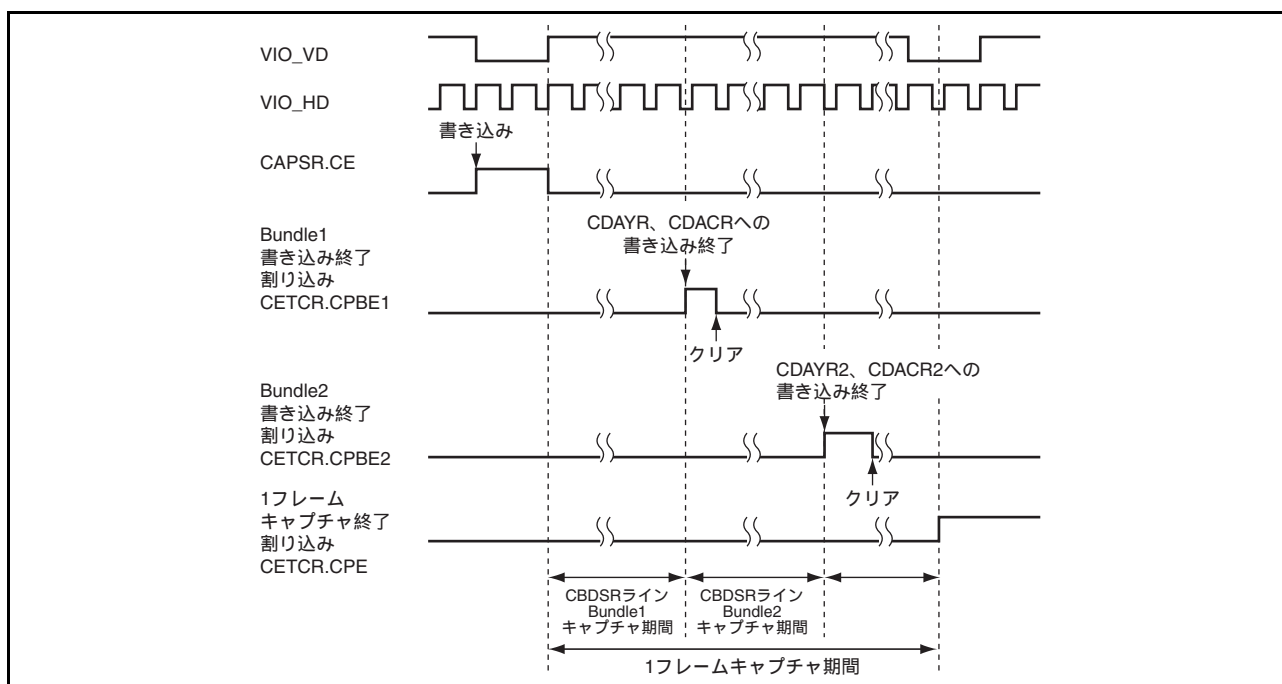 VIO_VD
VIO_HD
書き込み
CAPSR.CE
CDAYR、CDACRへの
書き込み終了
Bundle1
書き込み終了
割り込み
CETCR.CPBE1
クリア
CDAYR2、CDACR2への
書き込み終了
Bundle2
書き込み終了
割り込み
CETCR.CPBE2
クリア
1フレーム
キャプチャ終了
割り込み
CETCR.CPE
CBDSRライン
Bundle1
キャプチャ期間
CBDSRライン
Bundle2
キャプチャ期間
1フレームキャプチャ期間